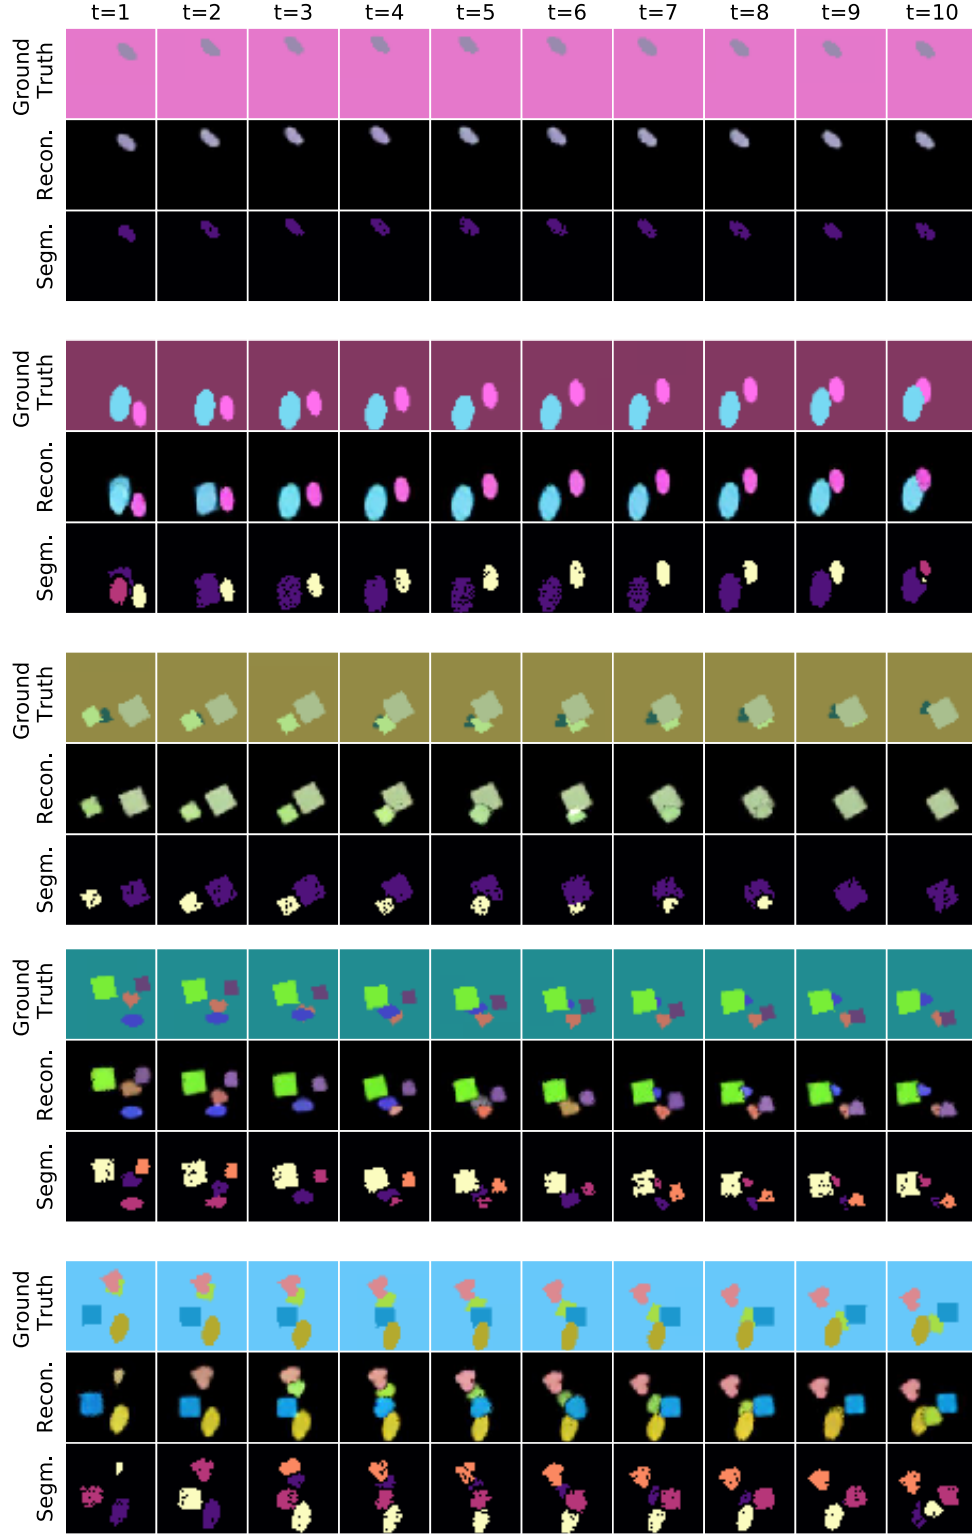 t=1 t=2 t=3 t=4 t=5 t=6 t=7 t=8 t=9 t=10
Ground
Truth
Recon.
Segm.
Ground
Truth
Recon.
Segm.
Ground
Truth
Recon.
Segm.
Ground
Truth
Recon.
Segm.
Ground
Truth
Recon.
Segm.